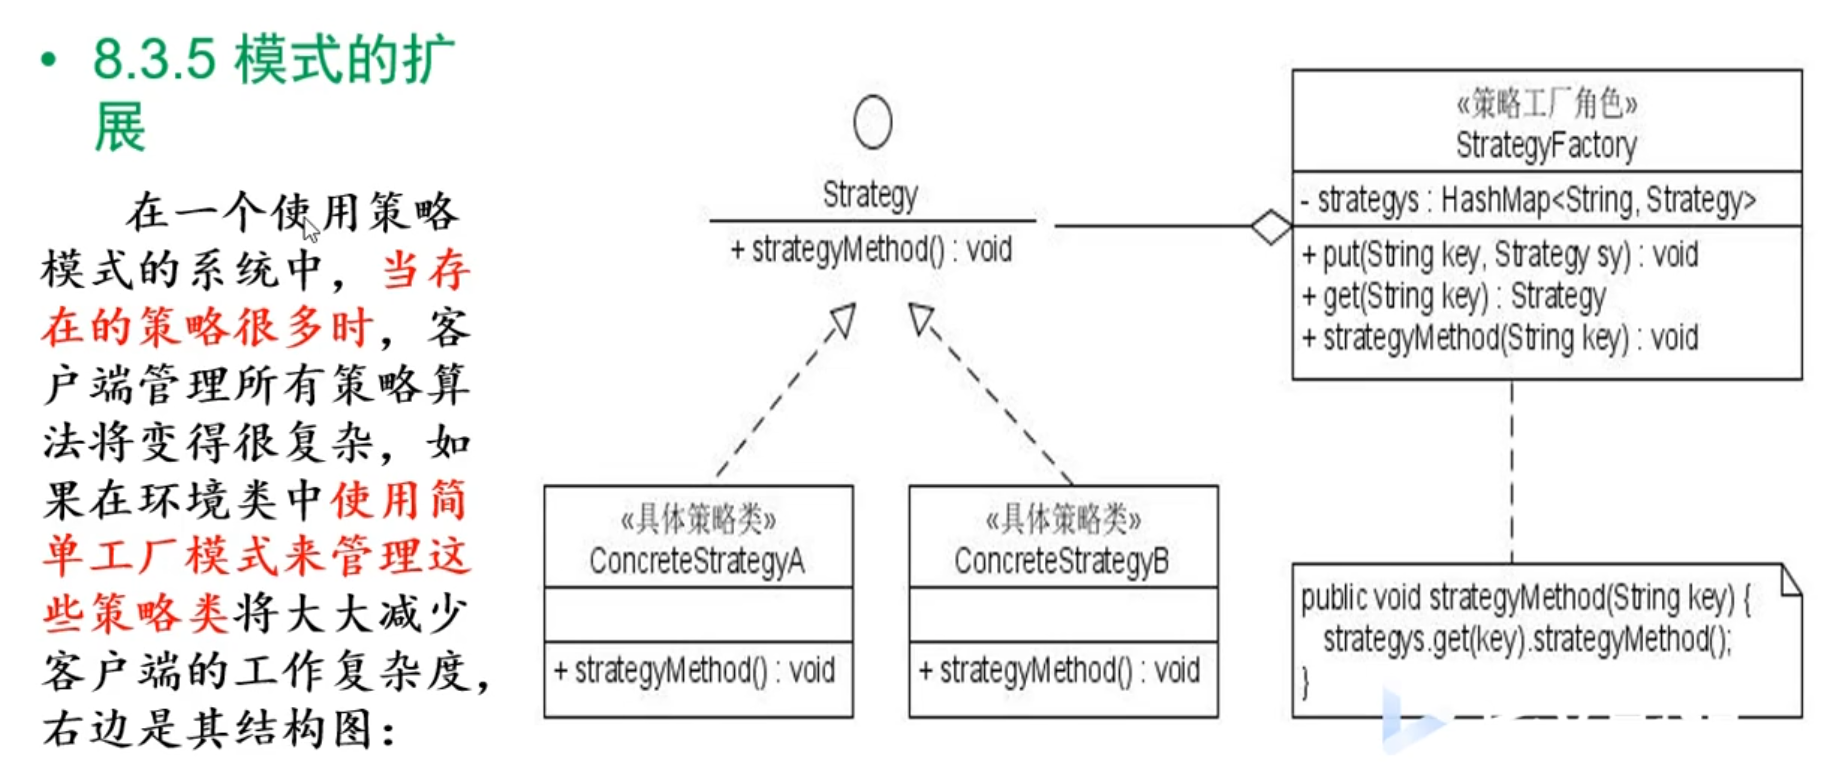 • 8.3.5 模式的扩
展
在一个使用策略
模式的系统中，当存
在的策略很多时，客
户端管理所有策略算
法将变得很复杂，如
果在环境类中使用简
单工厂模式来管理这
些策略类将大大减少
客户端的工作复杂度，
右边是其结构图：
Strategy
+ strategyMethod() : void
«策略工厂角色»
StrategyFactory
- strategys : HashMap<String, Strategy>
+ put(String key, Strategy sy) : void
+ get(String key) : Strategy
+ strategyMethod(String key) : void
«具体策略类»
ConcreteStrategyA
+ strategyMethod() : void
«具体策略类»
ConcreteStrategyB
+ strategyMethod() : void
public void strategyMethod(String key) {
strategys.get(key).strategyMethod();
}